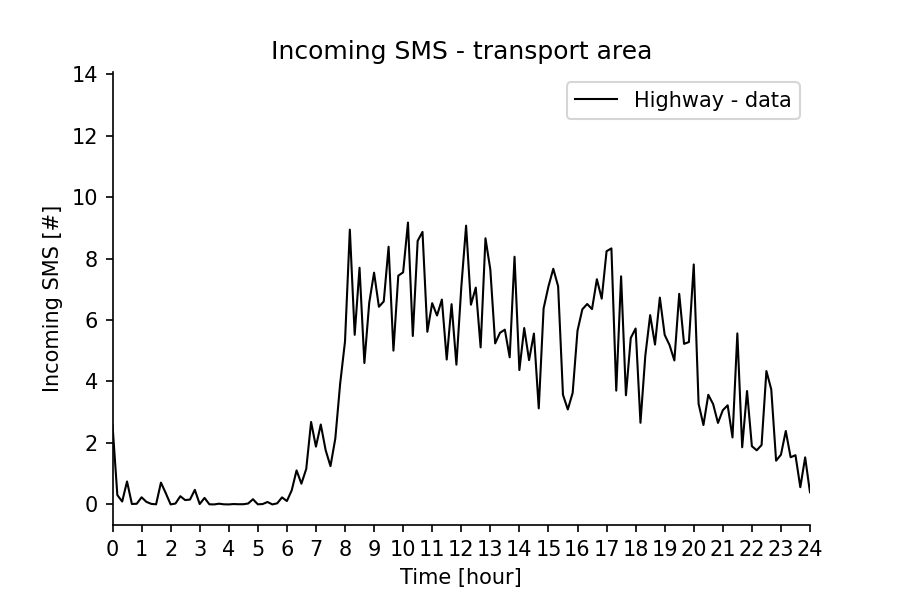 Incoming SMS - transport area
Highway - data
Incoming SMS [#]
14
12
10
8
6
4
2
0
0 1 2 3 4 5 6 7 8 9 10 11 12 13 14 15 16 17 18 19 20 21 22 23 24
Time [hour]